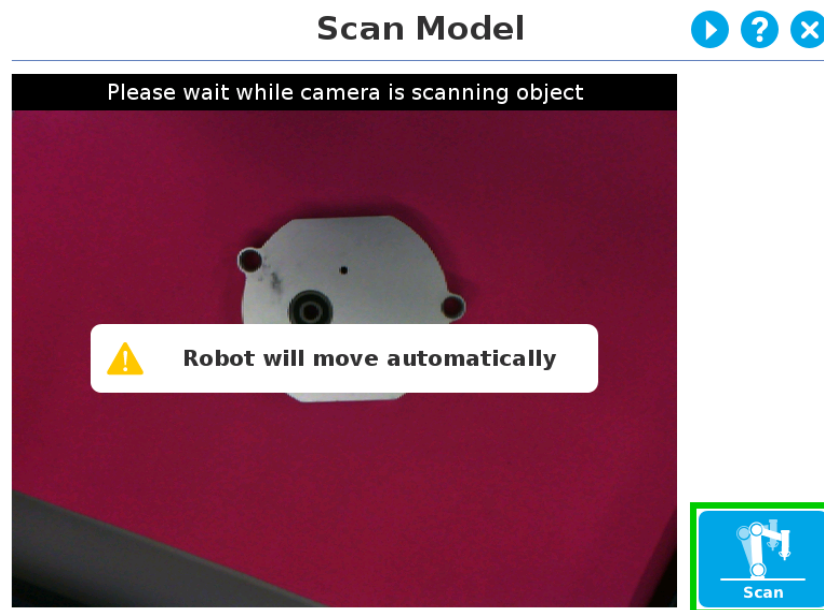 Scan Model
Please wait while camera is scanning object
Robot will move automatically
Scan